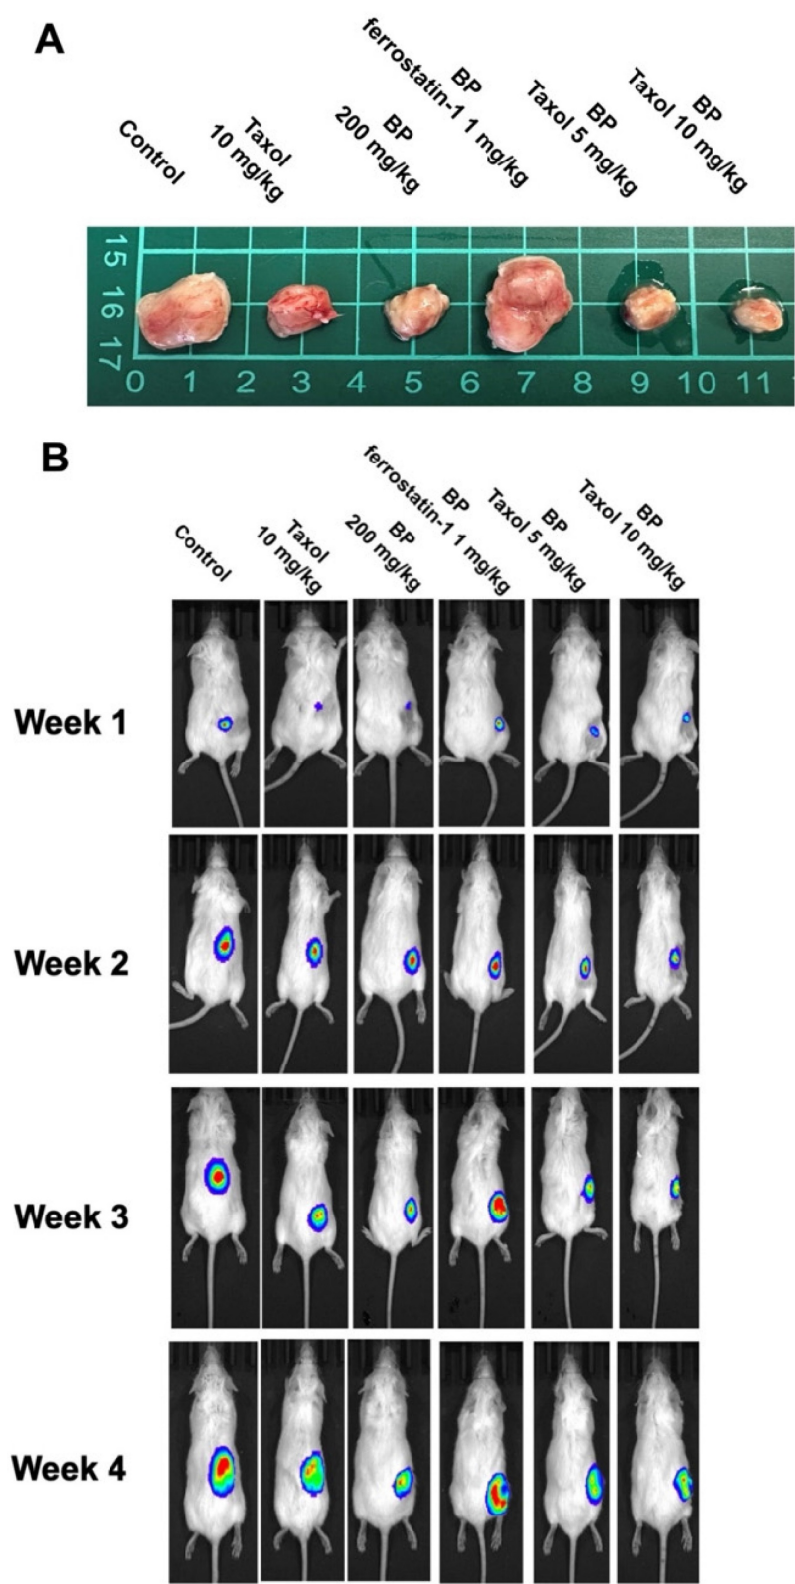 A
Control
Taxol
10 mg/kg
BP
200 mg/kg
BP
ferrostatin-1 1 mg/kg
BP
Taxol 5 mg/kg
BP
Taxol 10 mg/kg
15
16
17
0 1 2 3 4 5 6 7 8 9 10 11
B
Control
Taxol
10 mg/kg
BP
200 mg/kg
BP
ferrostatin-1 1 mg/kg
BP
Taxol 5 mg/kg
BP
Taxol 10 mg/kg
Week 1
Week 2
Week 3
Week 4